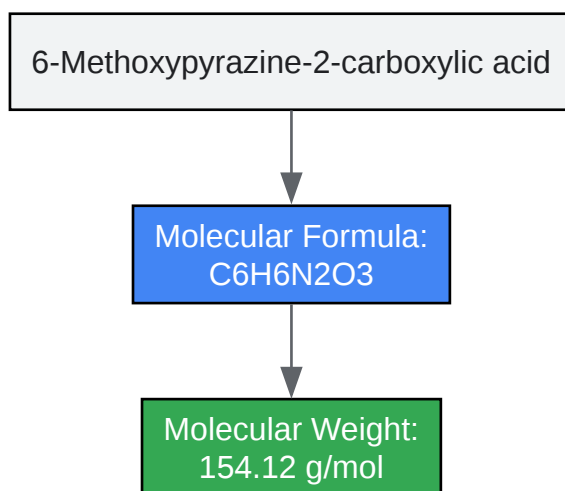 6-Methoxypyrazine-2-carboxylic acid
Molecular Formula:
C6H6N2O3
Molecular Weight:
154.12 g/mol